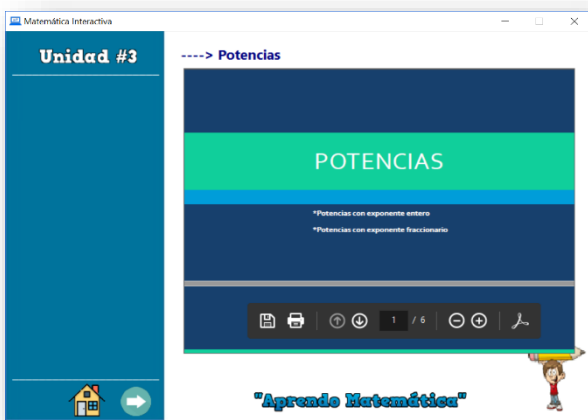 Matemática Interactiva
Unidad #3
----> Potencias
POTENCIAS
*Potencias con exponente entero
*Potencias con exponente fraccionario
1 / 6
"Aprendo Matemática"